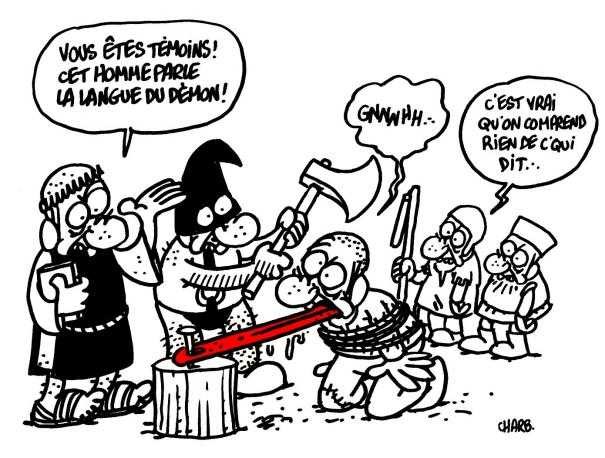 VOUS ÊTES TÉMOINS!
CET HOMME PARLE
LA LANGUE DU DÉMON!
GNNWHH...
C'EST VRAI
QU'ON COMPREND
RIEN DE C'QUI
DIT...
CHARB.